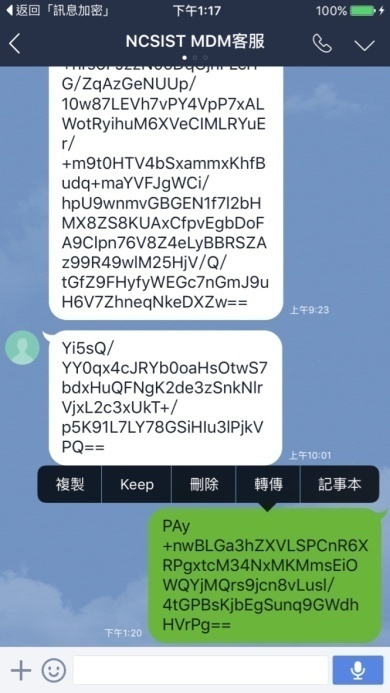 返回「訊息加密」 下午1:17 100%
NCSIST MDM客服
G/ZqAzGeNUUp/
10w87LEVh7vPY4VpP7xAL
WotRyihuM6XVeCIMLRYuE
r/
+m9t0HTV4bSxammxKhfB
udq+maYVFJgWCi/
hpU9wnmvGBGEN1f7l2bH
MX8ZS8KUAxCfpvEgbDoF
A9Clpn76V8Z4eLyBBRSZA
z99R49wlM25HjV/Q/
tGfZ9FHyfyWEGc7nGmJ9u
H6V7ZhneqNkeDXZw==
上午9:23
Yi5sQ/
YY0qx4cJRYb0oaHsOtwS7
bdxHuQFNgK2de3zSnkNlr
VjxL2c3xUkT+/
p5K91L7LY78GSiHIu3lPjkV
PQ==
上午10:01
複製 Keep 刪除 轉傳 記事本
PAy
+nwBLGa3hZXVLSPCnR6X
RPgxtcM34NxMKMmsEiO
WQYjMQrs9jcn8vLusl/
4tGPBsKjbEgSunq9GWdh
HVrPg==
下午1:20